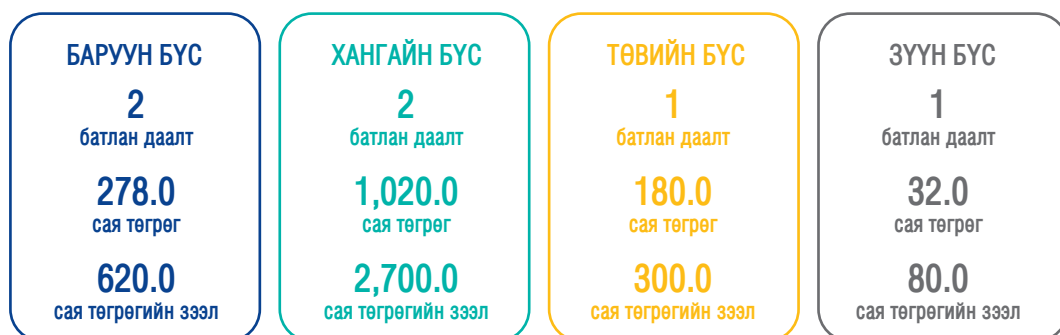 БАРУУН БҮС
2
батлан даалт
278.0
сая төгрөг
620.0
сая төгрөгийн зээл
ХАНГАЙН БҮС
2
батлан даалт
1,020.0
сая төгрөг
2,700.0
сая төгрөгийн зээл
ТӨВИЙН БҮС
1
батлан даалт
180.0
сая төгрөг
300.0
сая төгрөгийн зээл
ЗҮҮН БҮС
1
батлан даалт
32.0
сая төгрөг
80.0
сая төгрөгийн зээл